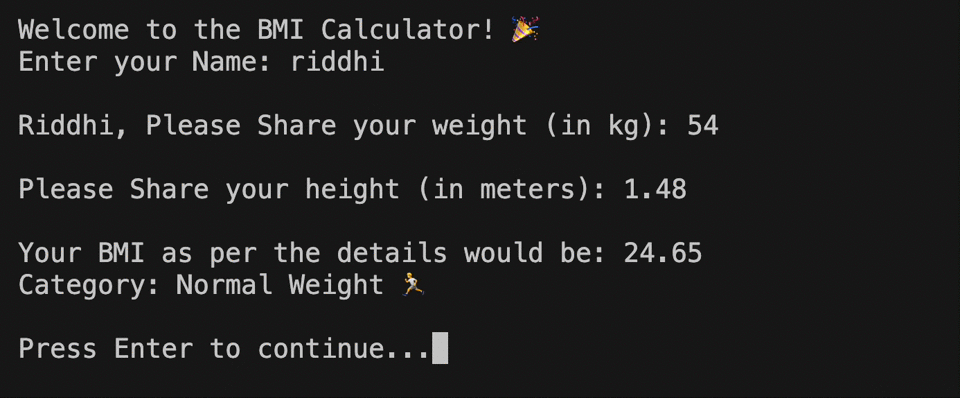 Welcome to the BMI Calculator! 🎉
Enter your Name: riddhi
Riddhi, Please Share your weight (in kg): 54
Please Share your height (in meters): 1.48
Your BMI as per the details would be: 24.65
Category: Normal Weight 🏃
Press Enter to continue...